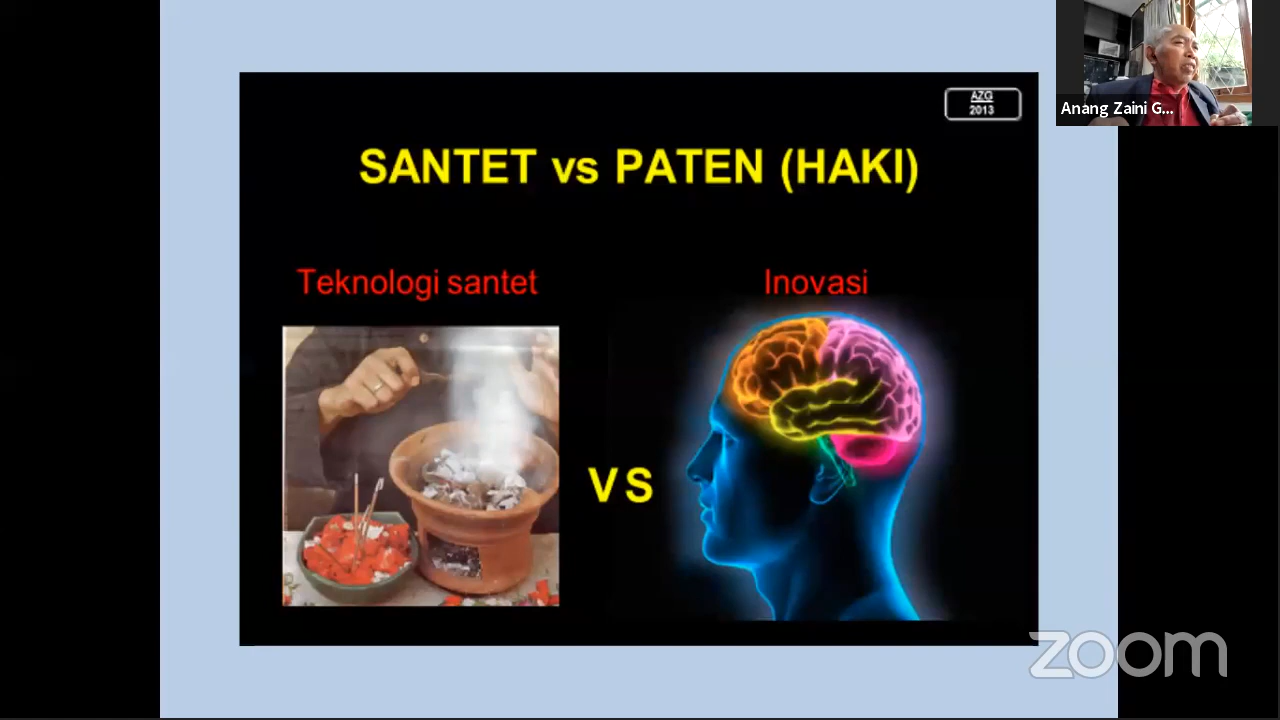 AZG
2013
Anang Zaini G...
SANTET vs PATEN (HAKI)
Teknologi santet
Inovasi
VS
zoom